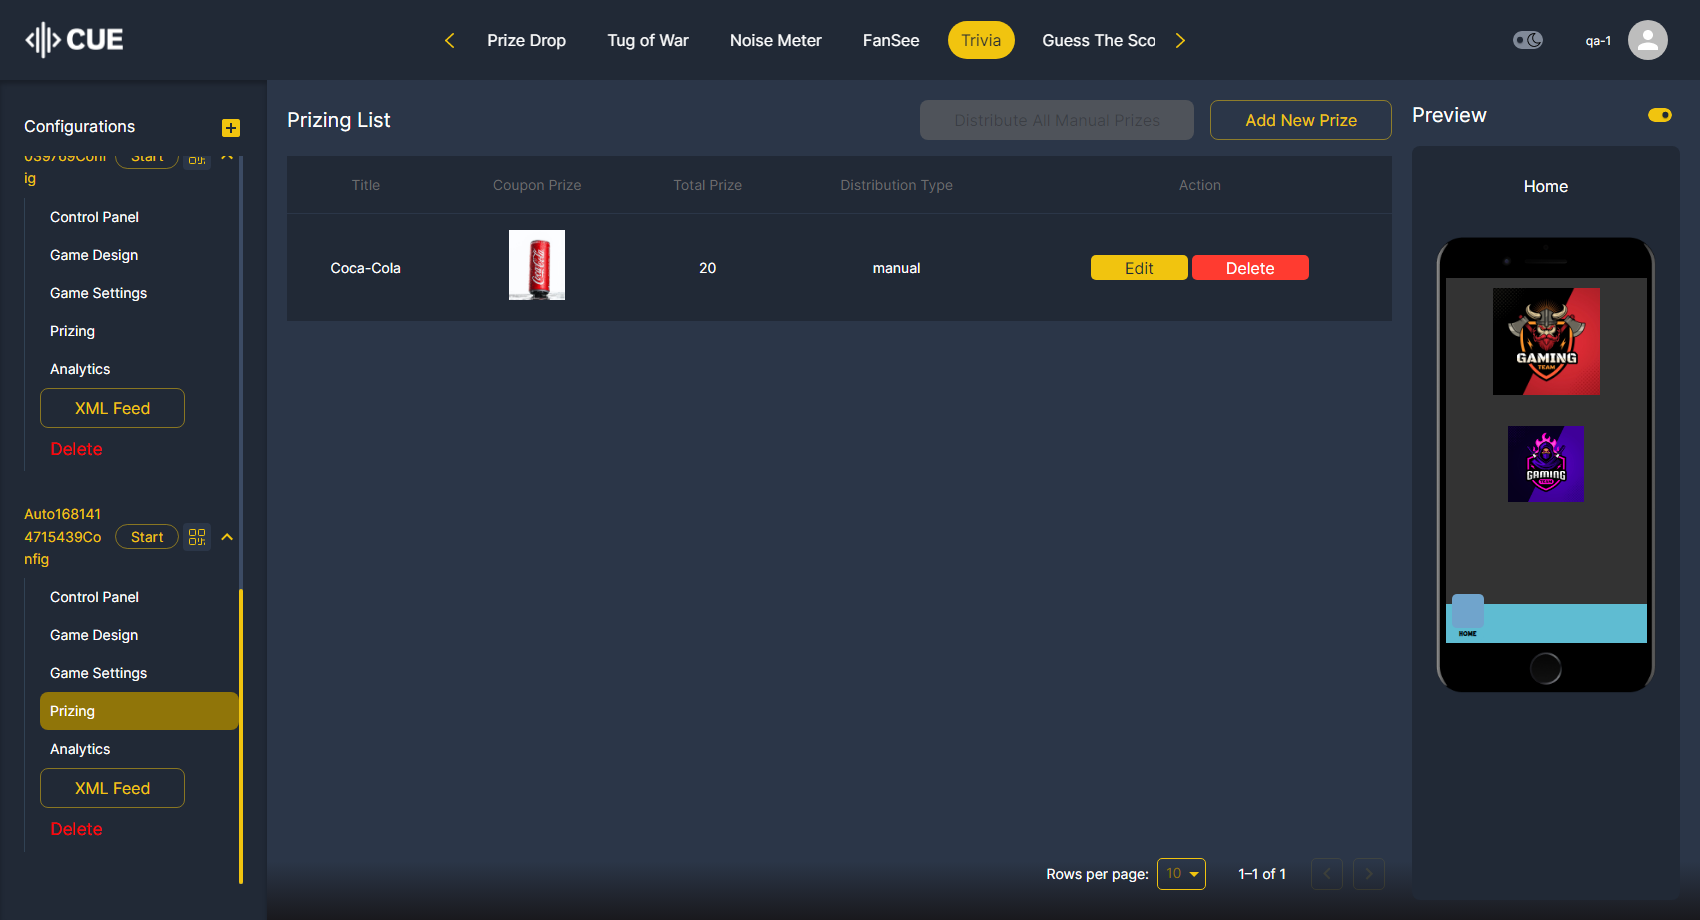 CUE
Prize Drop
Tug of War
Noise Meter
FanSee
Trivia
Guess The Sco
qa-1
Configurations
039769Conf
ig
Start
Control Panel
Game Design
Game Settings
Prizing
Analytics
XML Feed
Delete
Auto168141
4715439Co
nfig
Start
Control Panel
Game Design
Game Settings
Prizing
Analytics
XML Feed
Delete
Prizing List
Distribute All Manual Prizes
Add New Prize
Title
Coupon Prize
Total Prize
Distribution Type
Action
Coca-Cola
Coca-Cola
20
manual
Edit
Delete
Rows per page:
10
1–1 of 1
Preview
Home
GAMING
TEAM
GAMING
TEAM
HOME